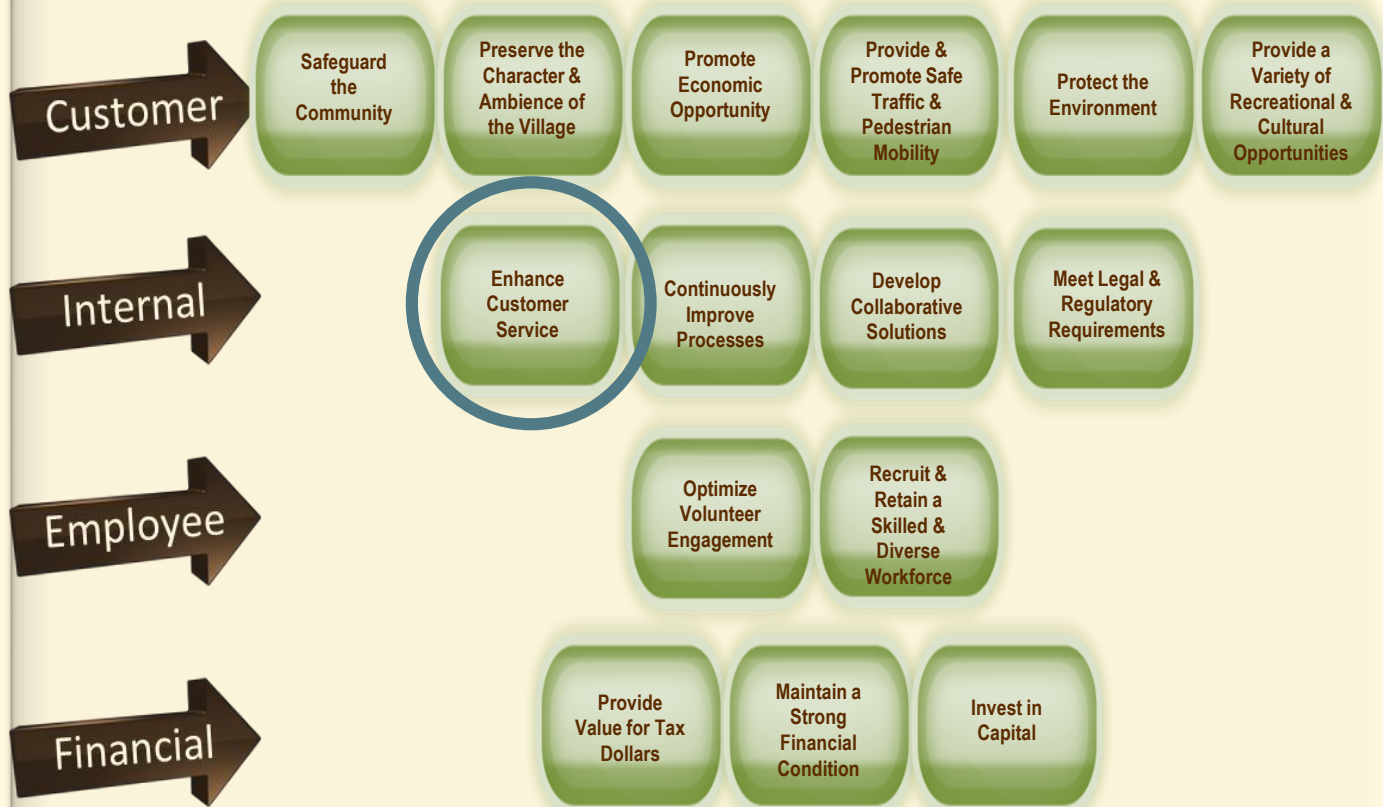 Customer
Safeguard
the
Community
Preserve the
Character &
Ambience of
the Village
Promote
Economic
Opportunity
Provide &
Promote Safe
Traffic &
Pedestrian
Mobility
Protect the
Environment
Provide a
Variety of
Recreational &
Cultural
Opportunities
Internal
Enhance
Customer
Service
Continuously
Improve
Processes
Develop
Collaborative
Solutions
Meet Legal &
Regulatory
Requirements
Employee
Optimize
Volunteer
Engagement
Recruit &
Retain a
Skilled &
Diverse
Workforce
Financial
Provide
Value for Tax
Dollars
Maintain a
Strong
Financial
Condition
Invest in
Capital